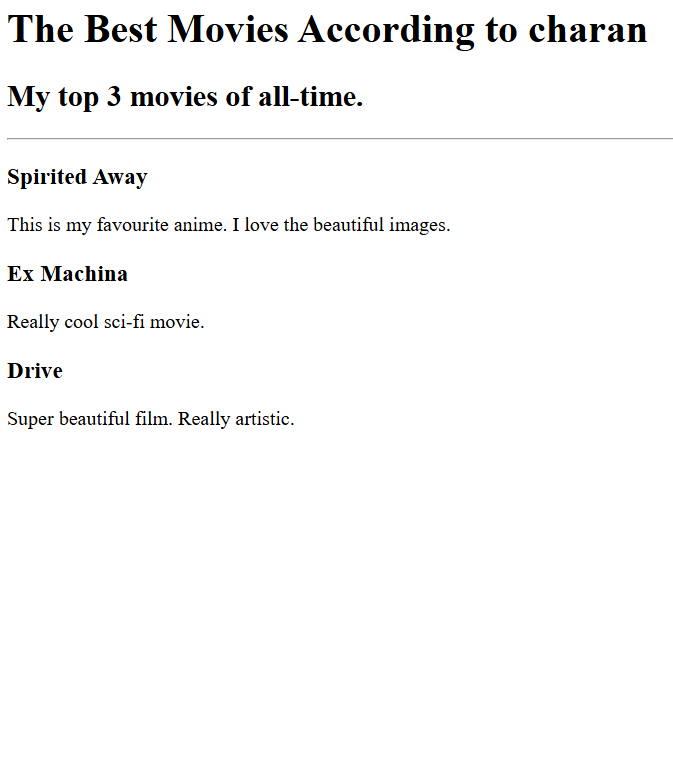 The Best Movies According to charan
My top 3 movies of all-time.
Spirited Away
This is my favourite anime. I love the beautiful images.
Ex Machina
Really cool sci-fi movie.
Drive
Super beautiful film. Really artistic.